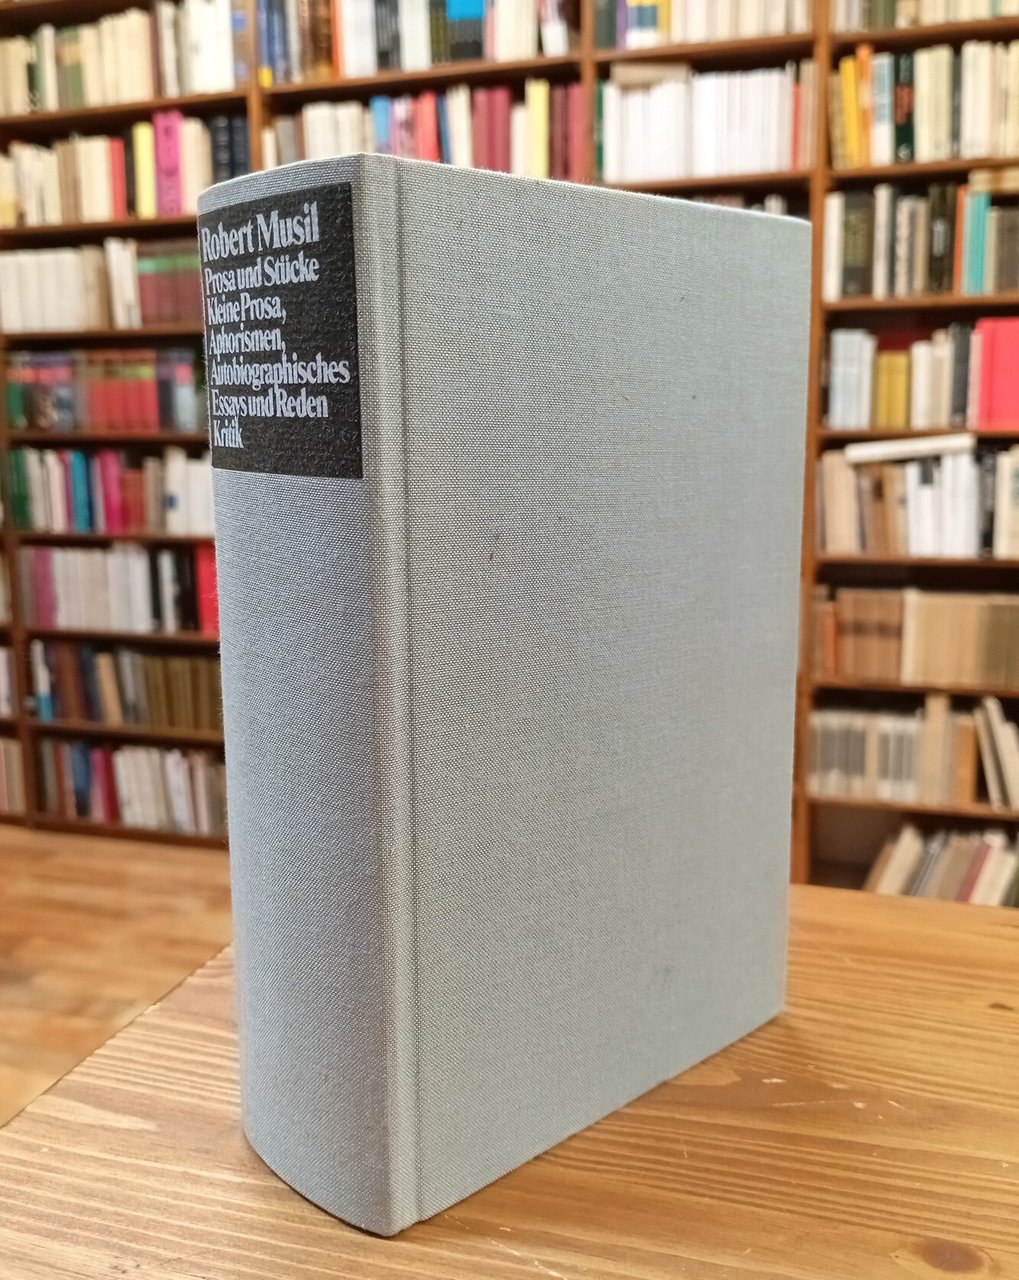 Robert Musil
Prosa und Stücke
Kleine Prosa,
Aphorismen,
Autobiographisches
Essays und Reden
Kritik